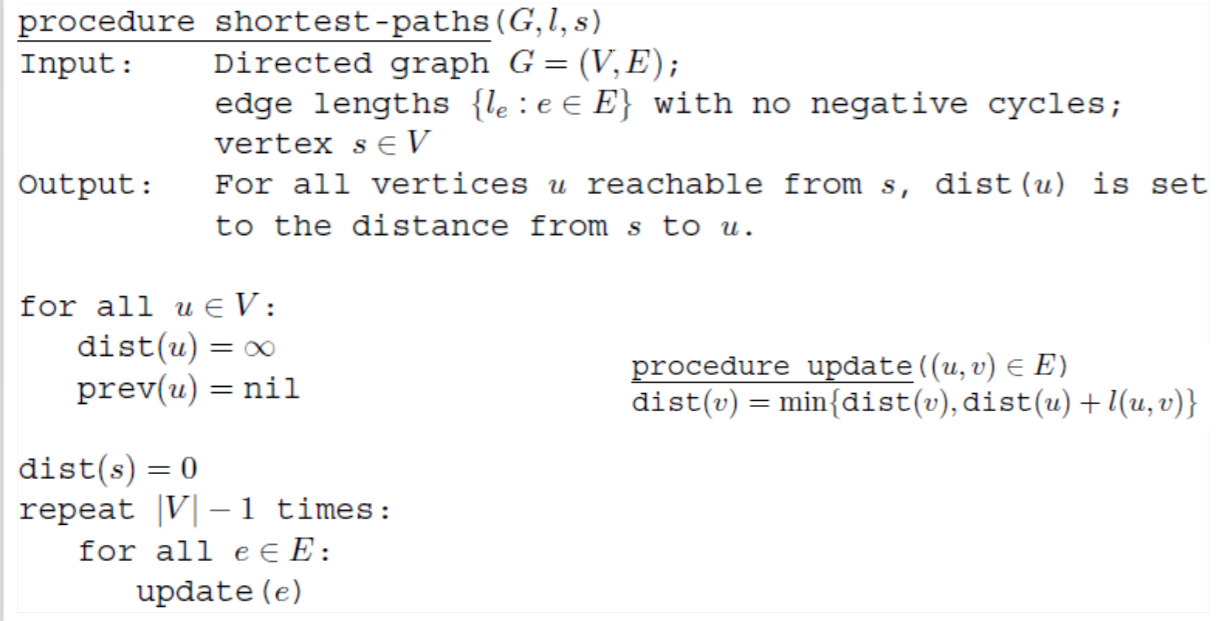 procedure shortest-paths(G, l, s)
Input: Directed graph G = (V, E);
edge lengths {lₑ : e ∈ E} with no negative cycles;
vertex s ∈ V
Output: For all vertices u reachable from s, dist(u) is set
to the distance from s to u.
for all u ∈ V:
dist(u) = ∞
prev(u) = nil
procedure update((u, v) ∈ E)
dist(v) = min{dist(v), dist(u) + l(u, v)}
dist(s) = 0
repeat |V| − 1 times:
for all e ∈ E:
update(e)